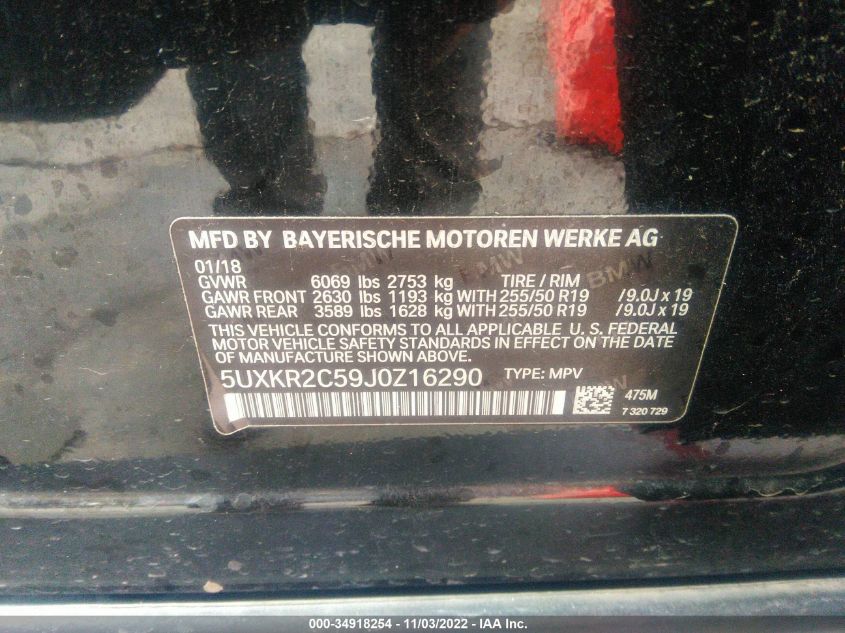 MFD BY BAYERISCHE MOTOREN WERKE AG
01/18
GVWR 6069 lbs 2753 kg TIRE / RIM
GAWR FRONT 2630 lbs 1193 kg WITH 255/50 R19 /9.0J x 19
GAWR REAR 3589 lbs 1628 kg WITH 255/50 R19 /9.0J x 19
THIS VEHICLE CONFORMS TO ALL APPLICABLE U. S. FEDERAL
MOTOR VEHICLE SAFETY STANDARDS IN EFFECT ON THE DATE
OF MANUFACTURE SHOWN ABOVE.
5UXKR2C59J0Z16290 TYPE: MPV
475M
7 320 729
000-34918254 - 11/03/2022 - IAA Inc.